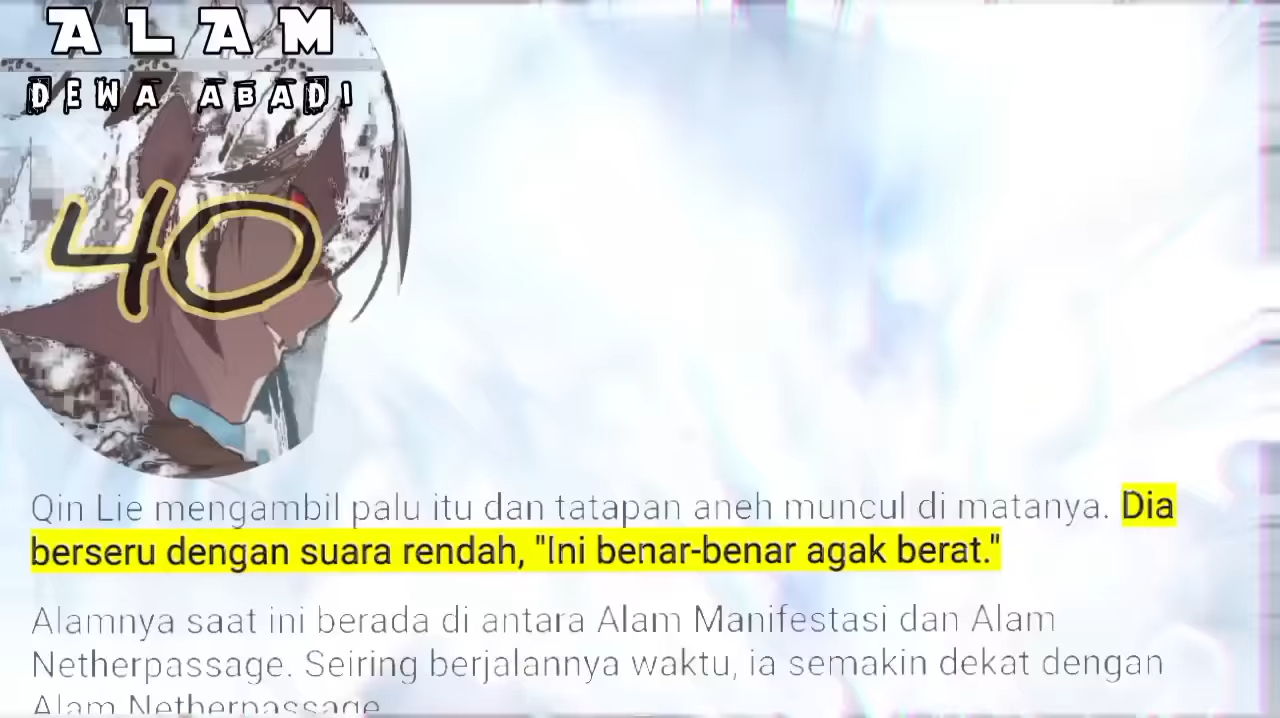 ALAM
DEWA ABADI
40
Qin Lie mengambil palu itu dan tatapan aneh muncul di matanya. Dia
berseru dengan suara rendah, "Ini benar-benar agak berat."
Alamnya saat ini berada di antara Alam Manifestasi dan Alam
Netherpassage. Seiring berjalannya waktu, ia semakin dekat dengan
Alam Netherpassage